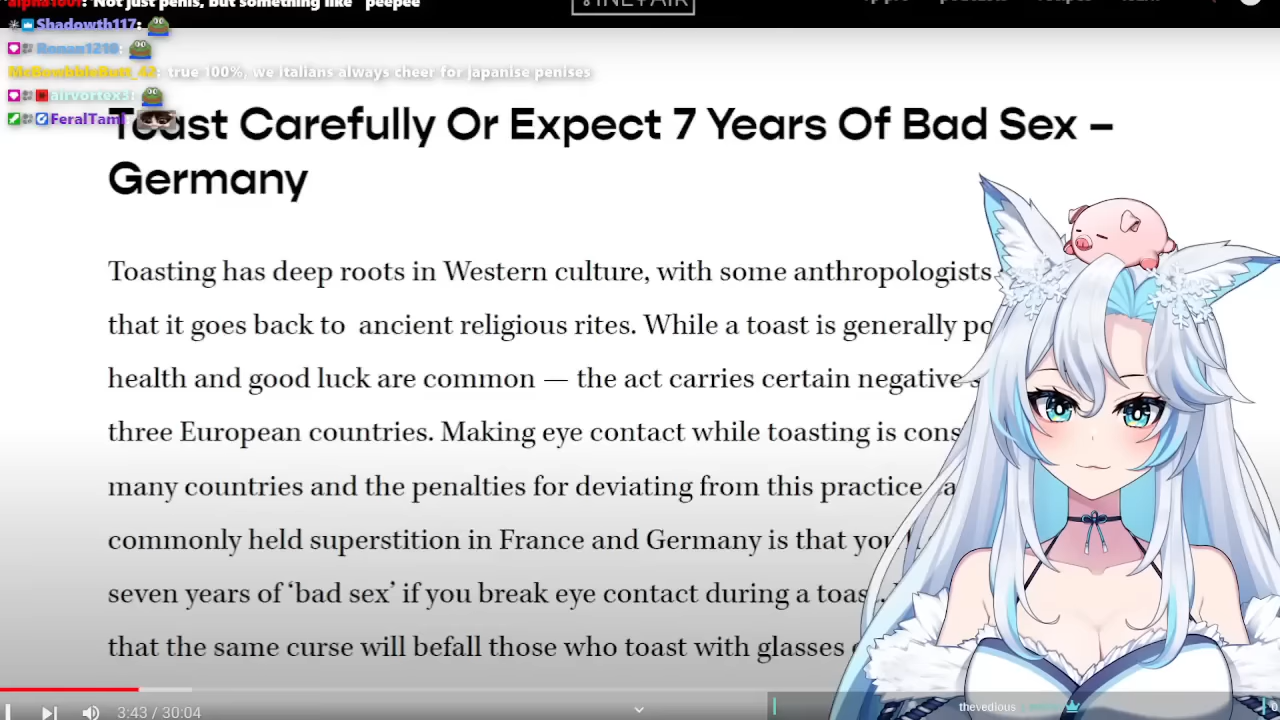 alpha1601: Not just penis, but something like "peepee"
Shadowth117:
Ronan1210:
McBowbbleButt_42: true 100%, we Italians always cheer for japanise penises
airvortex3:
FeralTami:
Toast Carefully Or Expect 7 Years Of Bad Sex –
Germany
Toasting has deep roots in Western culture, with some anthropologists
that it goes back to ancient religious rites. While a toast is generally po
health and good luck are common — the act carries certain negative
three European countries. Making eye contact while toasting is cons
many countries and the penalties for deviating from this practice
commonly held superstition in France and Germany is that you'l
seven years of 'bad sex' if you break eye contact during a toas
that the same curse will befall those who toast with glasses
3:43 / 30:04
thevedious